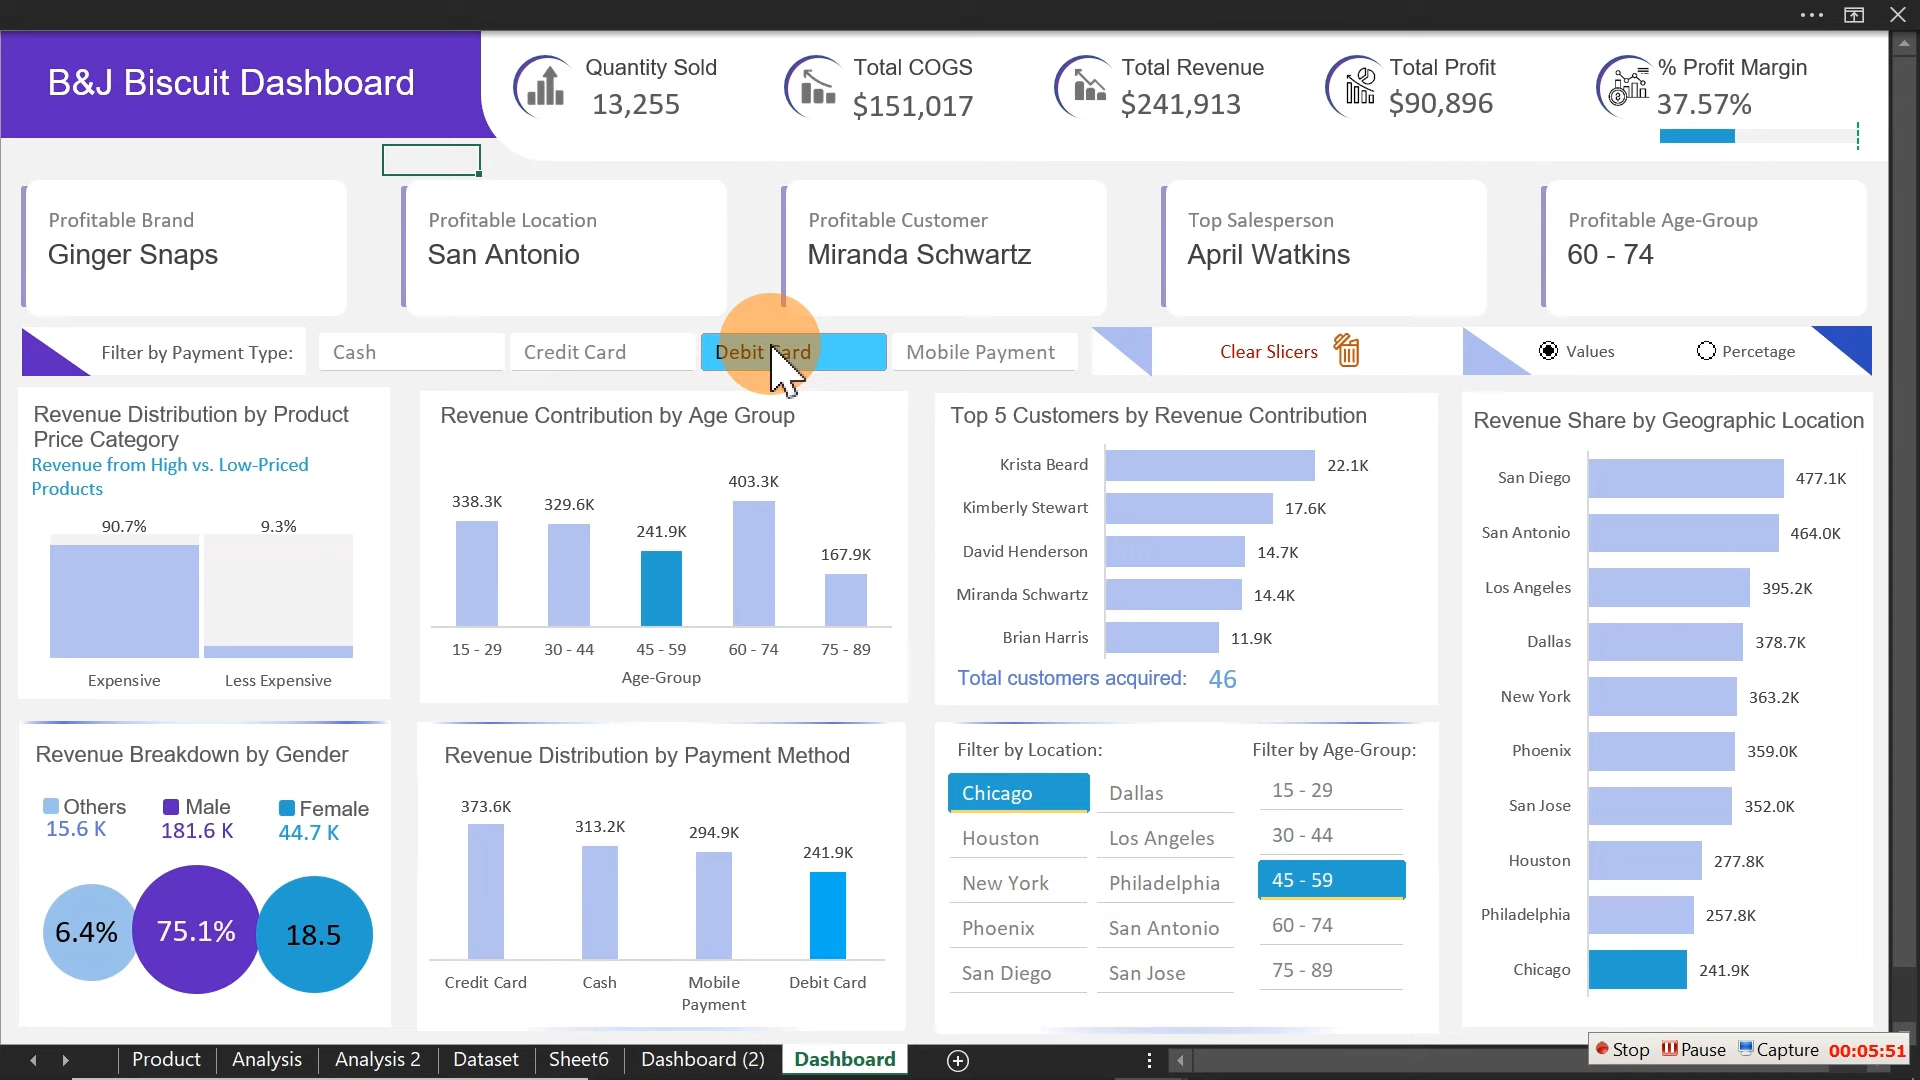 B&J Biscuit Dashboard
Quantity Sold
13,255
Total COGS
$151,017
Total Revenue
$241,913
Total Profit
$90,896
% Profit Margin
37.57%
Profitable Brand
Ginger Snaps
Profitable Location
San Antonio
Profitable Customer
Miranda Schwartz
Top Salesperson
April Watkins
Profitable Age-Group
60 - 74
Filter by Payment Type:
Cash
Credit Card
Debit Card
Mobile Payment
Clear Slicers
Values
Percetage
Revenue Distribution by Product
Price Category
Revenue from High vs. Low-Priced
Products
90.7%
9.3%
Expensive
Less Expensive
Revenue Contribution by Age Group
338.3K
329.6K
241.9K
403.3K
167.9K
15 - 29
30 - 44
45 - 59
60 - 74
75 - 89
Age-Group
Top 5 Customers by Revenue Contribution
Krista Beard 22.1K
Kimberly Stewart 17.6K
David Henderson 14.7K
Miranda Schwartz 14.4K
Brian Harris 11.9K
Total customers acquired: 46
Revenue Share by Geographic Location
San Diego 477.1K
San Antonio 464.0K
Los Angeles 395.2K
Dallas 378.7K
New York 363.2K
Phoenix 359.0K
San Jose 352.0K
Houston 277.8K
Philadelphia 257.8K
Chicago 241.9K
Revenue Breakdown by Gender
Others
15.6 K
Male
181.6 K
Female
44.7 K
6.4%
75.1%
18.5
Revenue Distribution by Payment Method
373.6K
313.2K
294.9K
241.9K
Credit Card
Cash
Mobile
Payment
Debit Card
Filter by Location:
Chicago
Dallas
Houston
Los Angeles
New York
Philadelphia
Phoenix
San Antonio
San Diego
San Jose
Filter by Age-Group:
15 - 29
30 - 44
45 - 59
60 - 74
75 - 89
Product
Analysis
Analysis 2
Dataset
Sheet6
Dashboard (2)
Dashboard
Stop
Pause
Capture
00:05:51